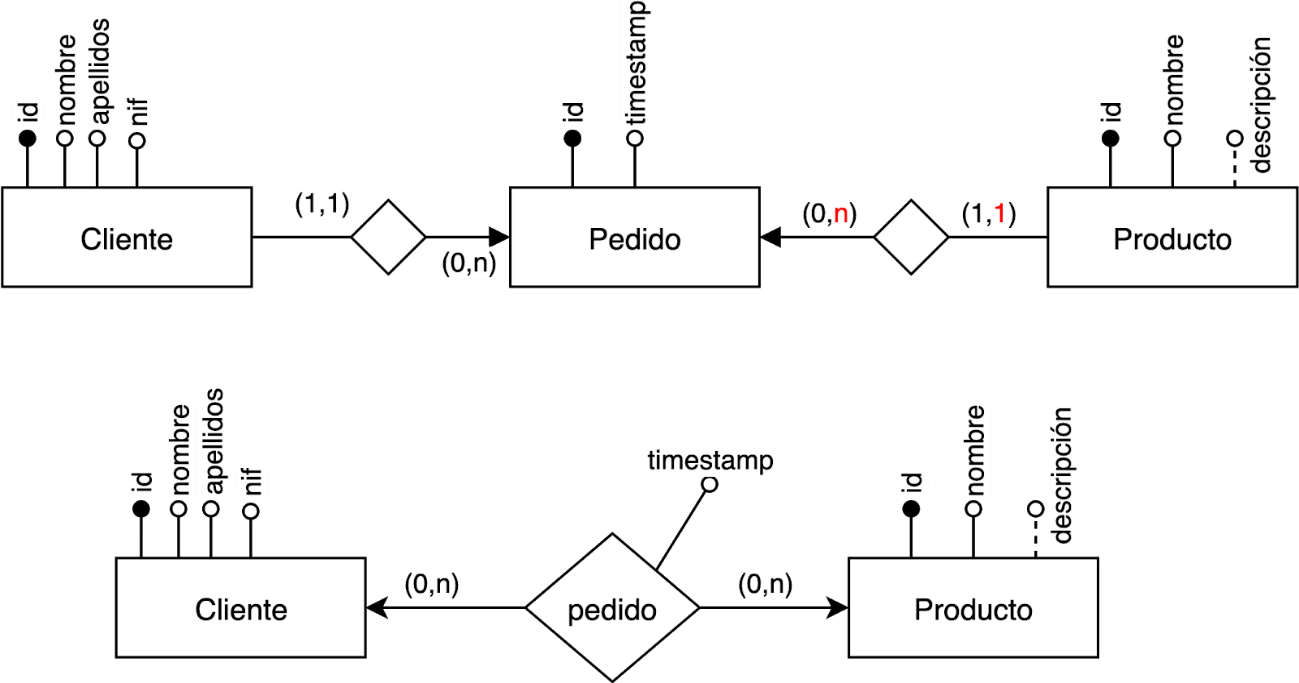 id
nombre
apellidos
nif
id
timestamp
id
nombre
descripción
Cliente
(1,1)
(0,n)
Pedido
(0,n)
(1,1)
Producto
id
nombre
apellidos
nif
timestamp
id
nombre
descripción
Cliente
(0,n)
pedido
(0,n)
Producto